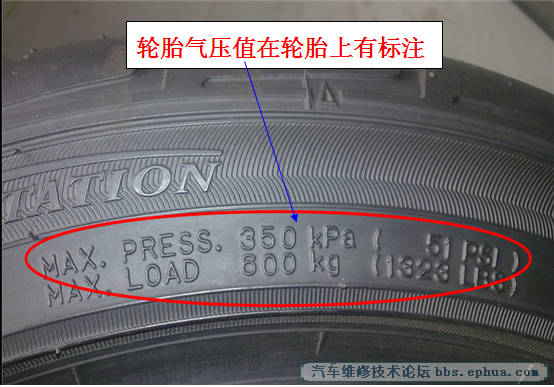 轮胎气压值在轮胎上有标注
TATION
MAX. PRESS. 350 kPa ( 51 PSI )
MAX. LOAD 600 kg (1323 LBS)
汽车维修技术论坛 bbs.ephua.com